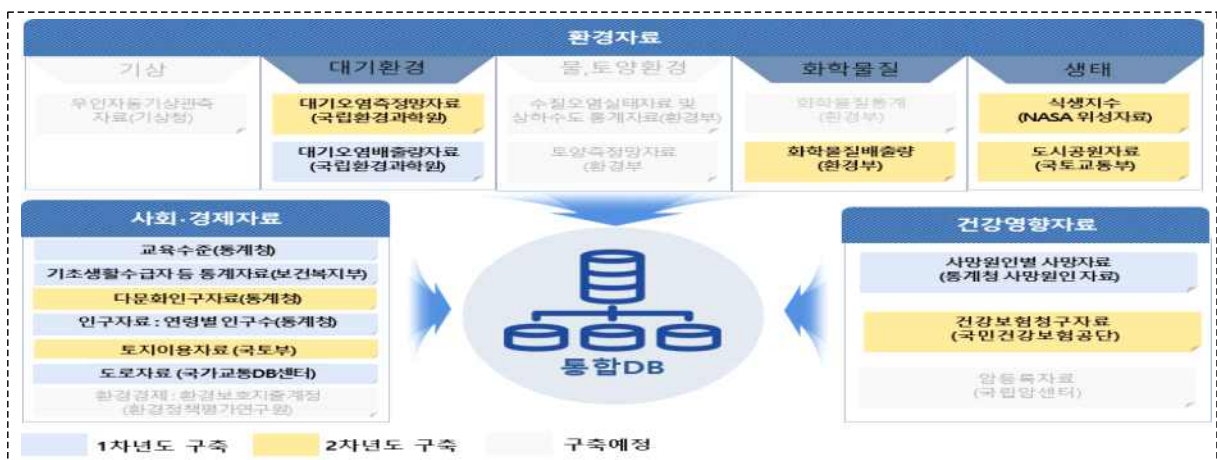 환경자료
기상
무인자동기상관측
자료(기상청)
대기환경
대기오염측정망자료
(국립환경과학원)
대기오염배출량자료
(국립환경과학원)
물,토양환경
수질오염실태자료 및
상하수도 통계자료(환경부)
토양측정망자료
(환경부
화학물질
화학물질통계
(환경부)
화학물질배출량
(환경부)
생태
식생지수
(NASA 위성자료)
도시공원자료
(국토교통부)
사회·경제자료
교육수준(통계청)
기초생활수급자 등 통계자료(보건복지부)
다문화인구자료(통계청)
인구자료 : 연령별 인구수(통계청)
토지이용자료 (국토부)
도로자료 (국가교통DB센터)
환경경제 : 환경보호지출계정
(환경정책평가연구원)
통합DB
건강영향자료
사망원인별 사망자료
(통계청 사망원인 자료)
건강보험청구자료
(국민건강보험공단)
암등록자료
(국립암센터)
1차년도 구축
2차년도 구축
구축예정